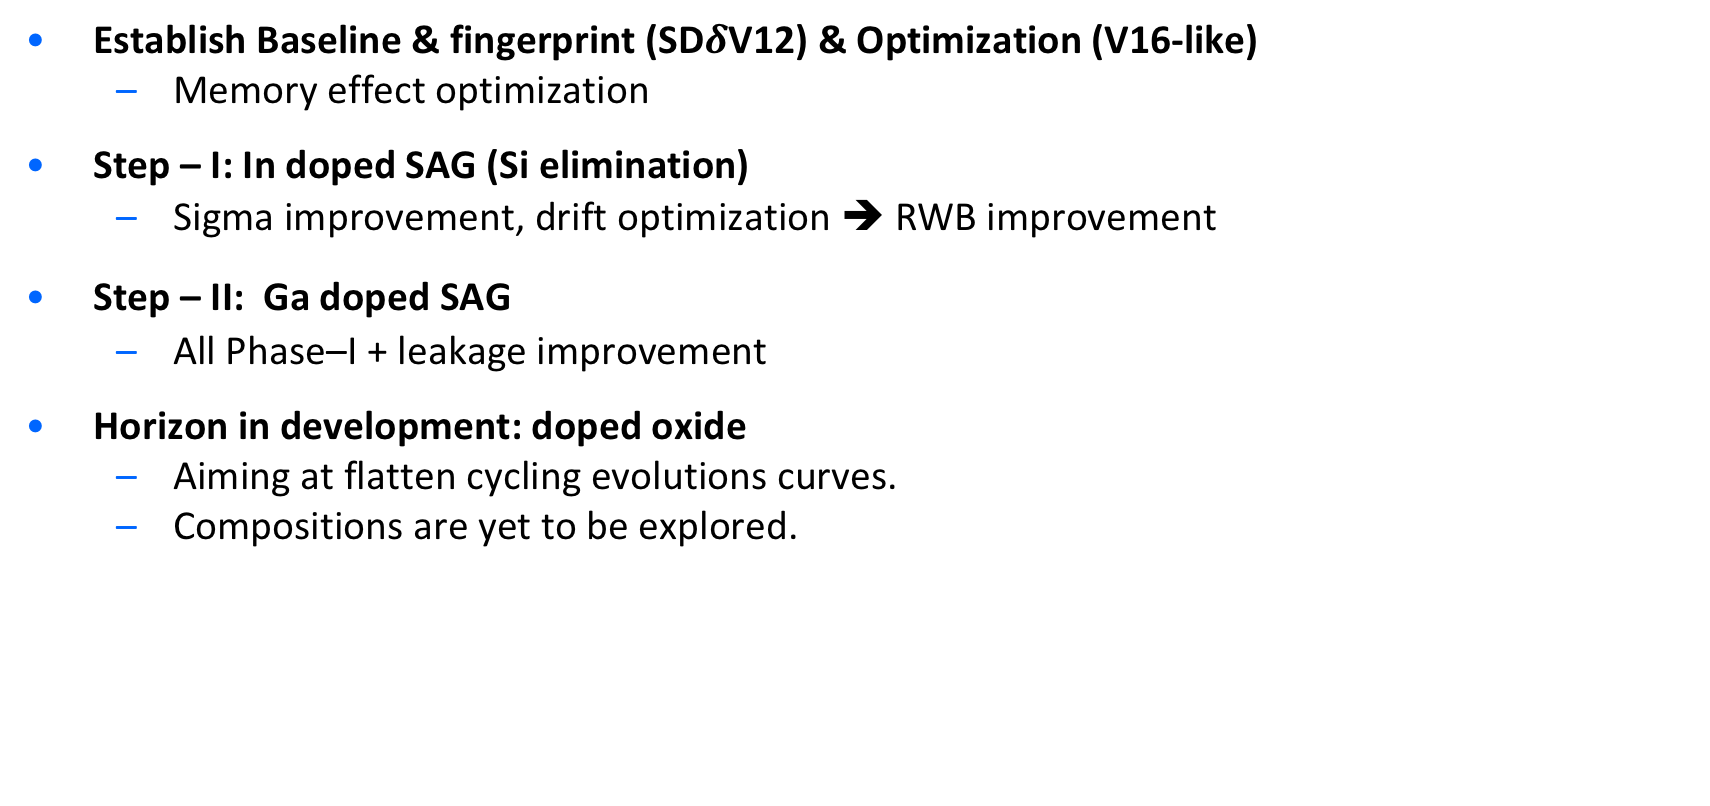 • Establish Baseline & fingerprint (SD𝛿V12) & Optimization (V16-like)
– Memory effect optimization
• Step – I: In doped SAG (Si elimination)
– Sigma improvement, drift optimization ➔ RWB improvement
• Step – II:  Ga doped SAG
– All Phase–I + leakage improvement
• Horizon in development: doped oxide
– Aiming at flatten cycling evolutions curves.
– Compositions are yet to be explored.